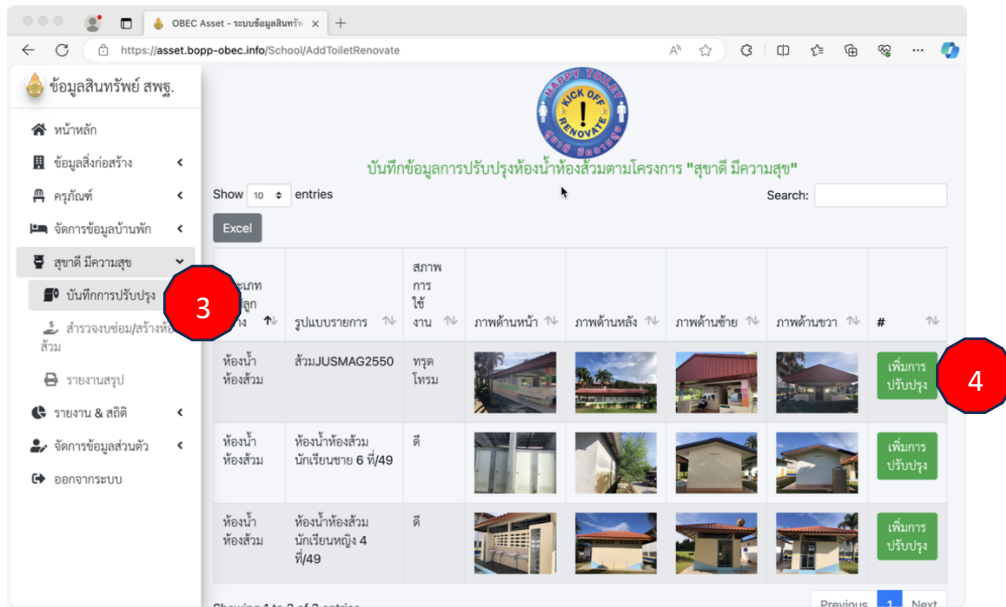 OBEC Asset - ระบบข้อมูลสินทรัพ
https://asset.bopp-obec.info/School/AddToiletRenovate
ข้อมูลสินทรัพย์ สพฐ.
หน้าหลัก
ข้อมูลสิ่งก่อสร้าง
ครุภัณฑ์
จัดการข้อมูลบ้านพัก
สุขาดี มีความสุข
บันทึกการปรับปรุง
3
สำรวจงบซ่อม/สร้างห้อ
ส้วม
รายงานสรุป
รายงาน & สถิติ
จัดการข้อมูลส่วนตัว
ออกจากระบบ
HAPPY TOILET
KICK OFF
!
RENOVATE
สุขาดี มีความสุข
บันทึกข้อมูลการปรับปรุงห้องน้ำห้องส้วมตามโครงการ "สุขาดี มีความสุข"
Show 10 entries
Search:
Excel
รูปแบบรายการ
สภาพ
การ
ใช้
งาน
ภาพด้านหน้า
ภาพด้านหลัง
ภาพด้านซ้าย
ภาพด้านขวา
#
ห้องน้ำ
ห้องส้วม
ส้วมJUSMAG2550
ทรุด
โทรม
เพิ่มการ
ปรับปรุง
4
ห้องน้ำ
ห้องส้วม
ห้องน้ำห้องส้วม
นักเรียนชาย 6 ที่/49
ดี
เพิ่มการ
ปรับปรุง
ห้องน้ำ
ห้องส้วม
ห้องน้ำห้องส้วม
นักเรียนหญิง 4
ที่/49
ดี
เพิ่มการ
ปรับปรุง
Showing 1 to 3 of 3 entries
Previous 1 Next